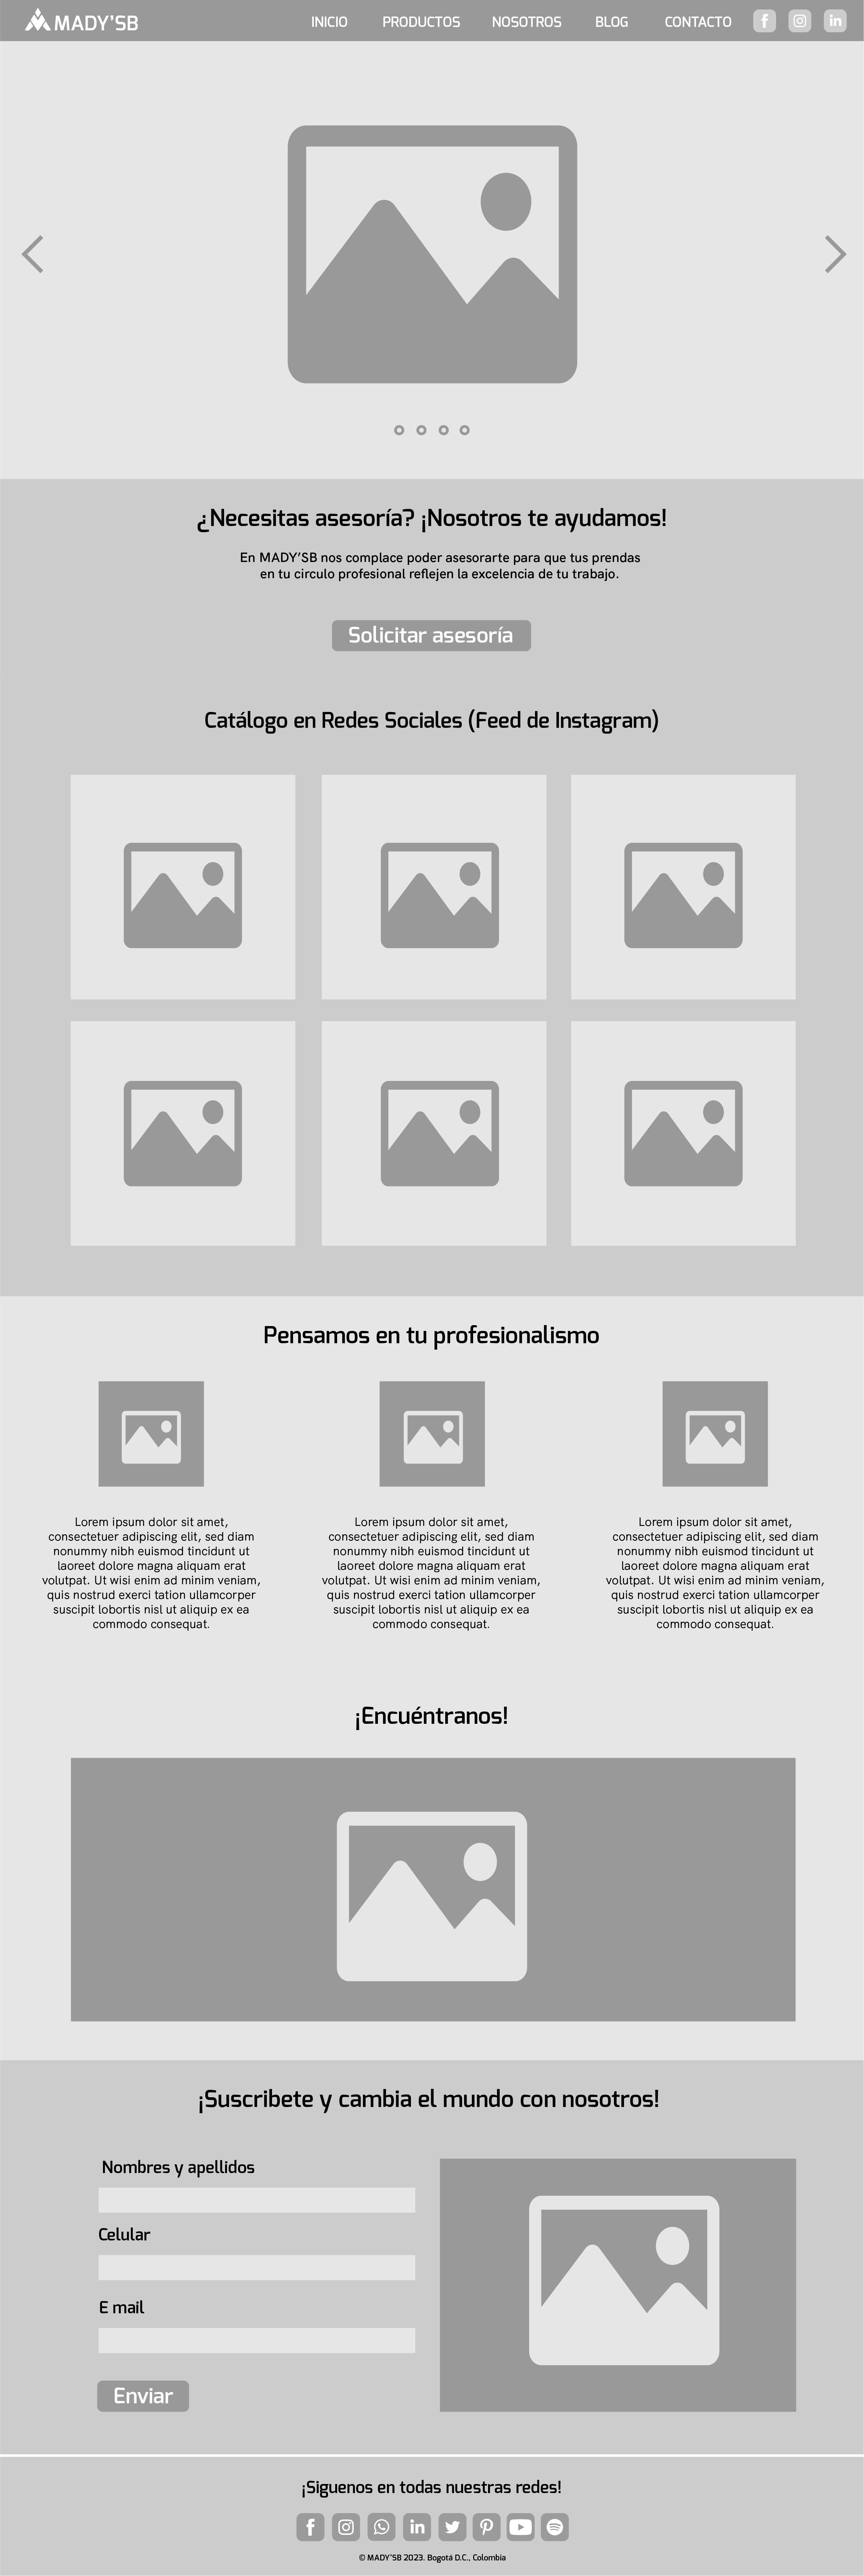 MADY'SB
INICIO PRODUCTOS NOSOTROS BLOG CONTACTO
¿Necesitas asesoría? ¡Nosotros te ayudamos!
En MADY'SB nos complace poder asesorarte para que tus prendas
en tu circulo profesional reflejen la excelencia de tu trabajo.
Solicitar asesoría
Catálogo en Redes Sociales (Feed de Instagram)
Pensamos en tu profesionalismo
Lorem ipsum dolor sit amet,
consectetuer adipiscing elit, sed diam
nonummy nibh euismod tincidunt ut
laoreet dolore magna aliquam erat
volutpat. Ut wisi enim ad minim veniam,
quis nostrud exerci tation ullamcorper
suscipit lobortis nisl ut aliquip ex ea
commodo consequat.
Lorem ipsum dolor sit amet,
consectetuer adipiscing elit, sed diam
nonummy nibh euismod tincidunt ut
laoreet dolore magna aliquam erat
volutpat. Ut wisi enim ad minim veniam,
quis nostrud exerci tation ullamcorper
suscipit lobortis nisl ut aliquip ex ea
commodo consequat.
Lorem ipsum dolor sit amet,
consectetuer adipiscing elit, sed diam
nonummy nibh euismod tincidunt ut
laoreet dolore magna aliquam erat
volutpat. Ut wisi enim ad minim veniam,
quis nostrud exerci tation ullamcorper
suscipit lobortis nisl ut aliquip ex ea
commodo consequat.
¡Encuéntranos!
¡Suscribete y cambia el mundo con nosotros!
Nombres y apellidos
Celular
E mail
Enviar
¡Siguenos en todas nuestras redes!
© MADY'SB 2023. Bogotá D.C., Colombia